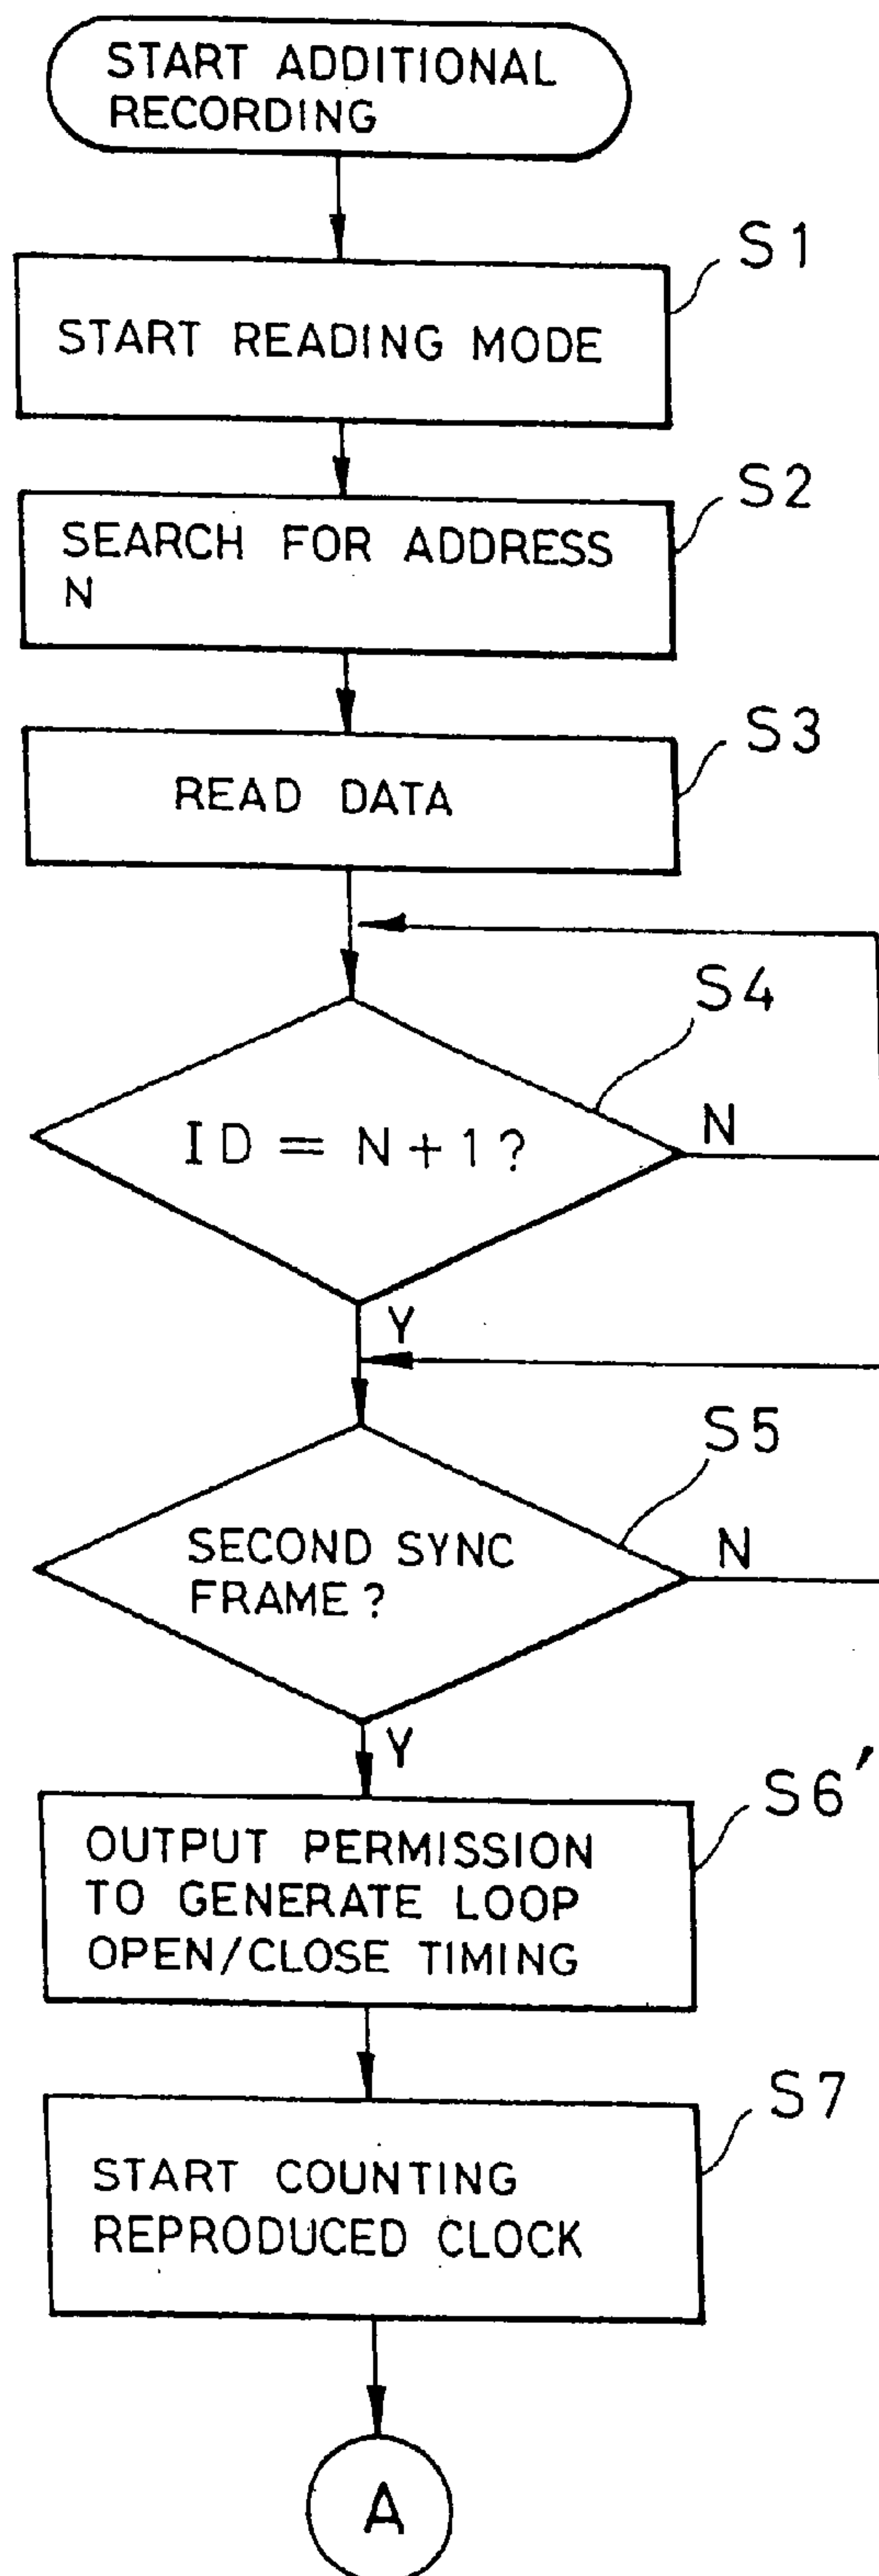 START ADDITIONAL
RECORDING
S1
START READING MODE
S2
SEARCH FOR ADDRESS
N
S3
READ DATA
S4
ID = N+1?
N
Y
S5
SECOND SYNC
FRAME?
N
Y
S6'
OUTPUT PERMISSION
TO GENERATE LOOP
OPEN/CLOSE TIMING
S7
START COUNTING
REPRODUCED CLOCK
A